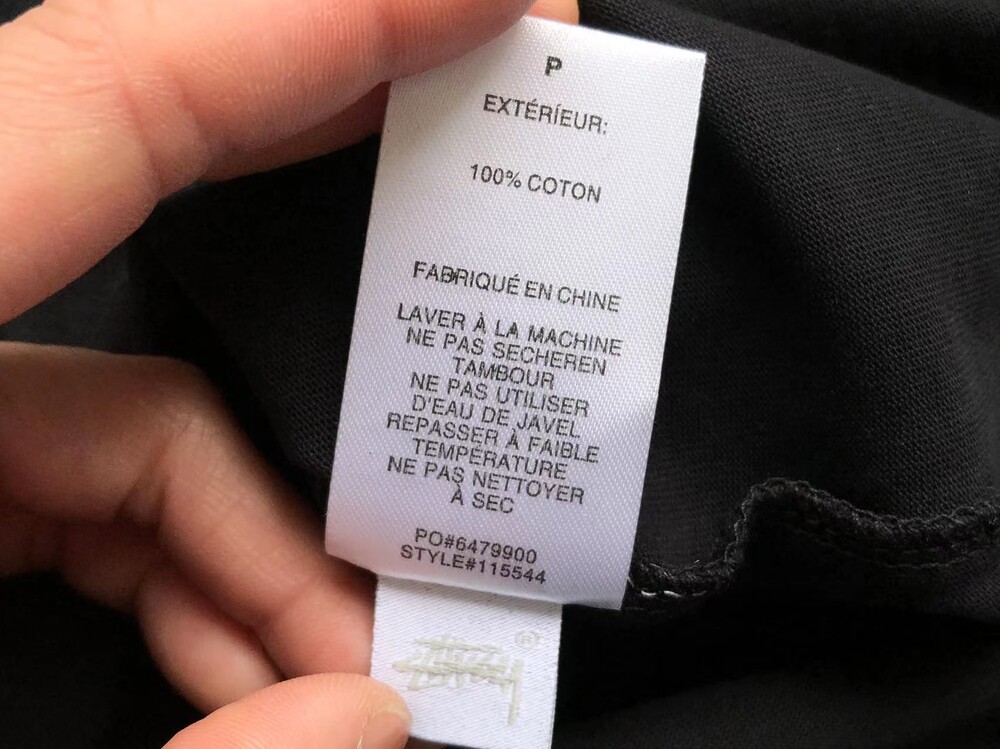 P
EXTÉRIEUR:
100% COTON
FABRIQUÉ EN CHINE
LAVER À LA MACHINE
NE PAS SECHEREN
TAMBOUR
NE PAS UTILISER
D'EAU DE JAVEL
REPASSER À FAIBLE
TEMPÉRATURE
NE PAS NETTOYER
À SEC
PO#6479900
STYLE#115544
Stüssy ®